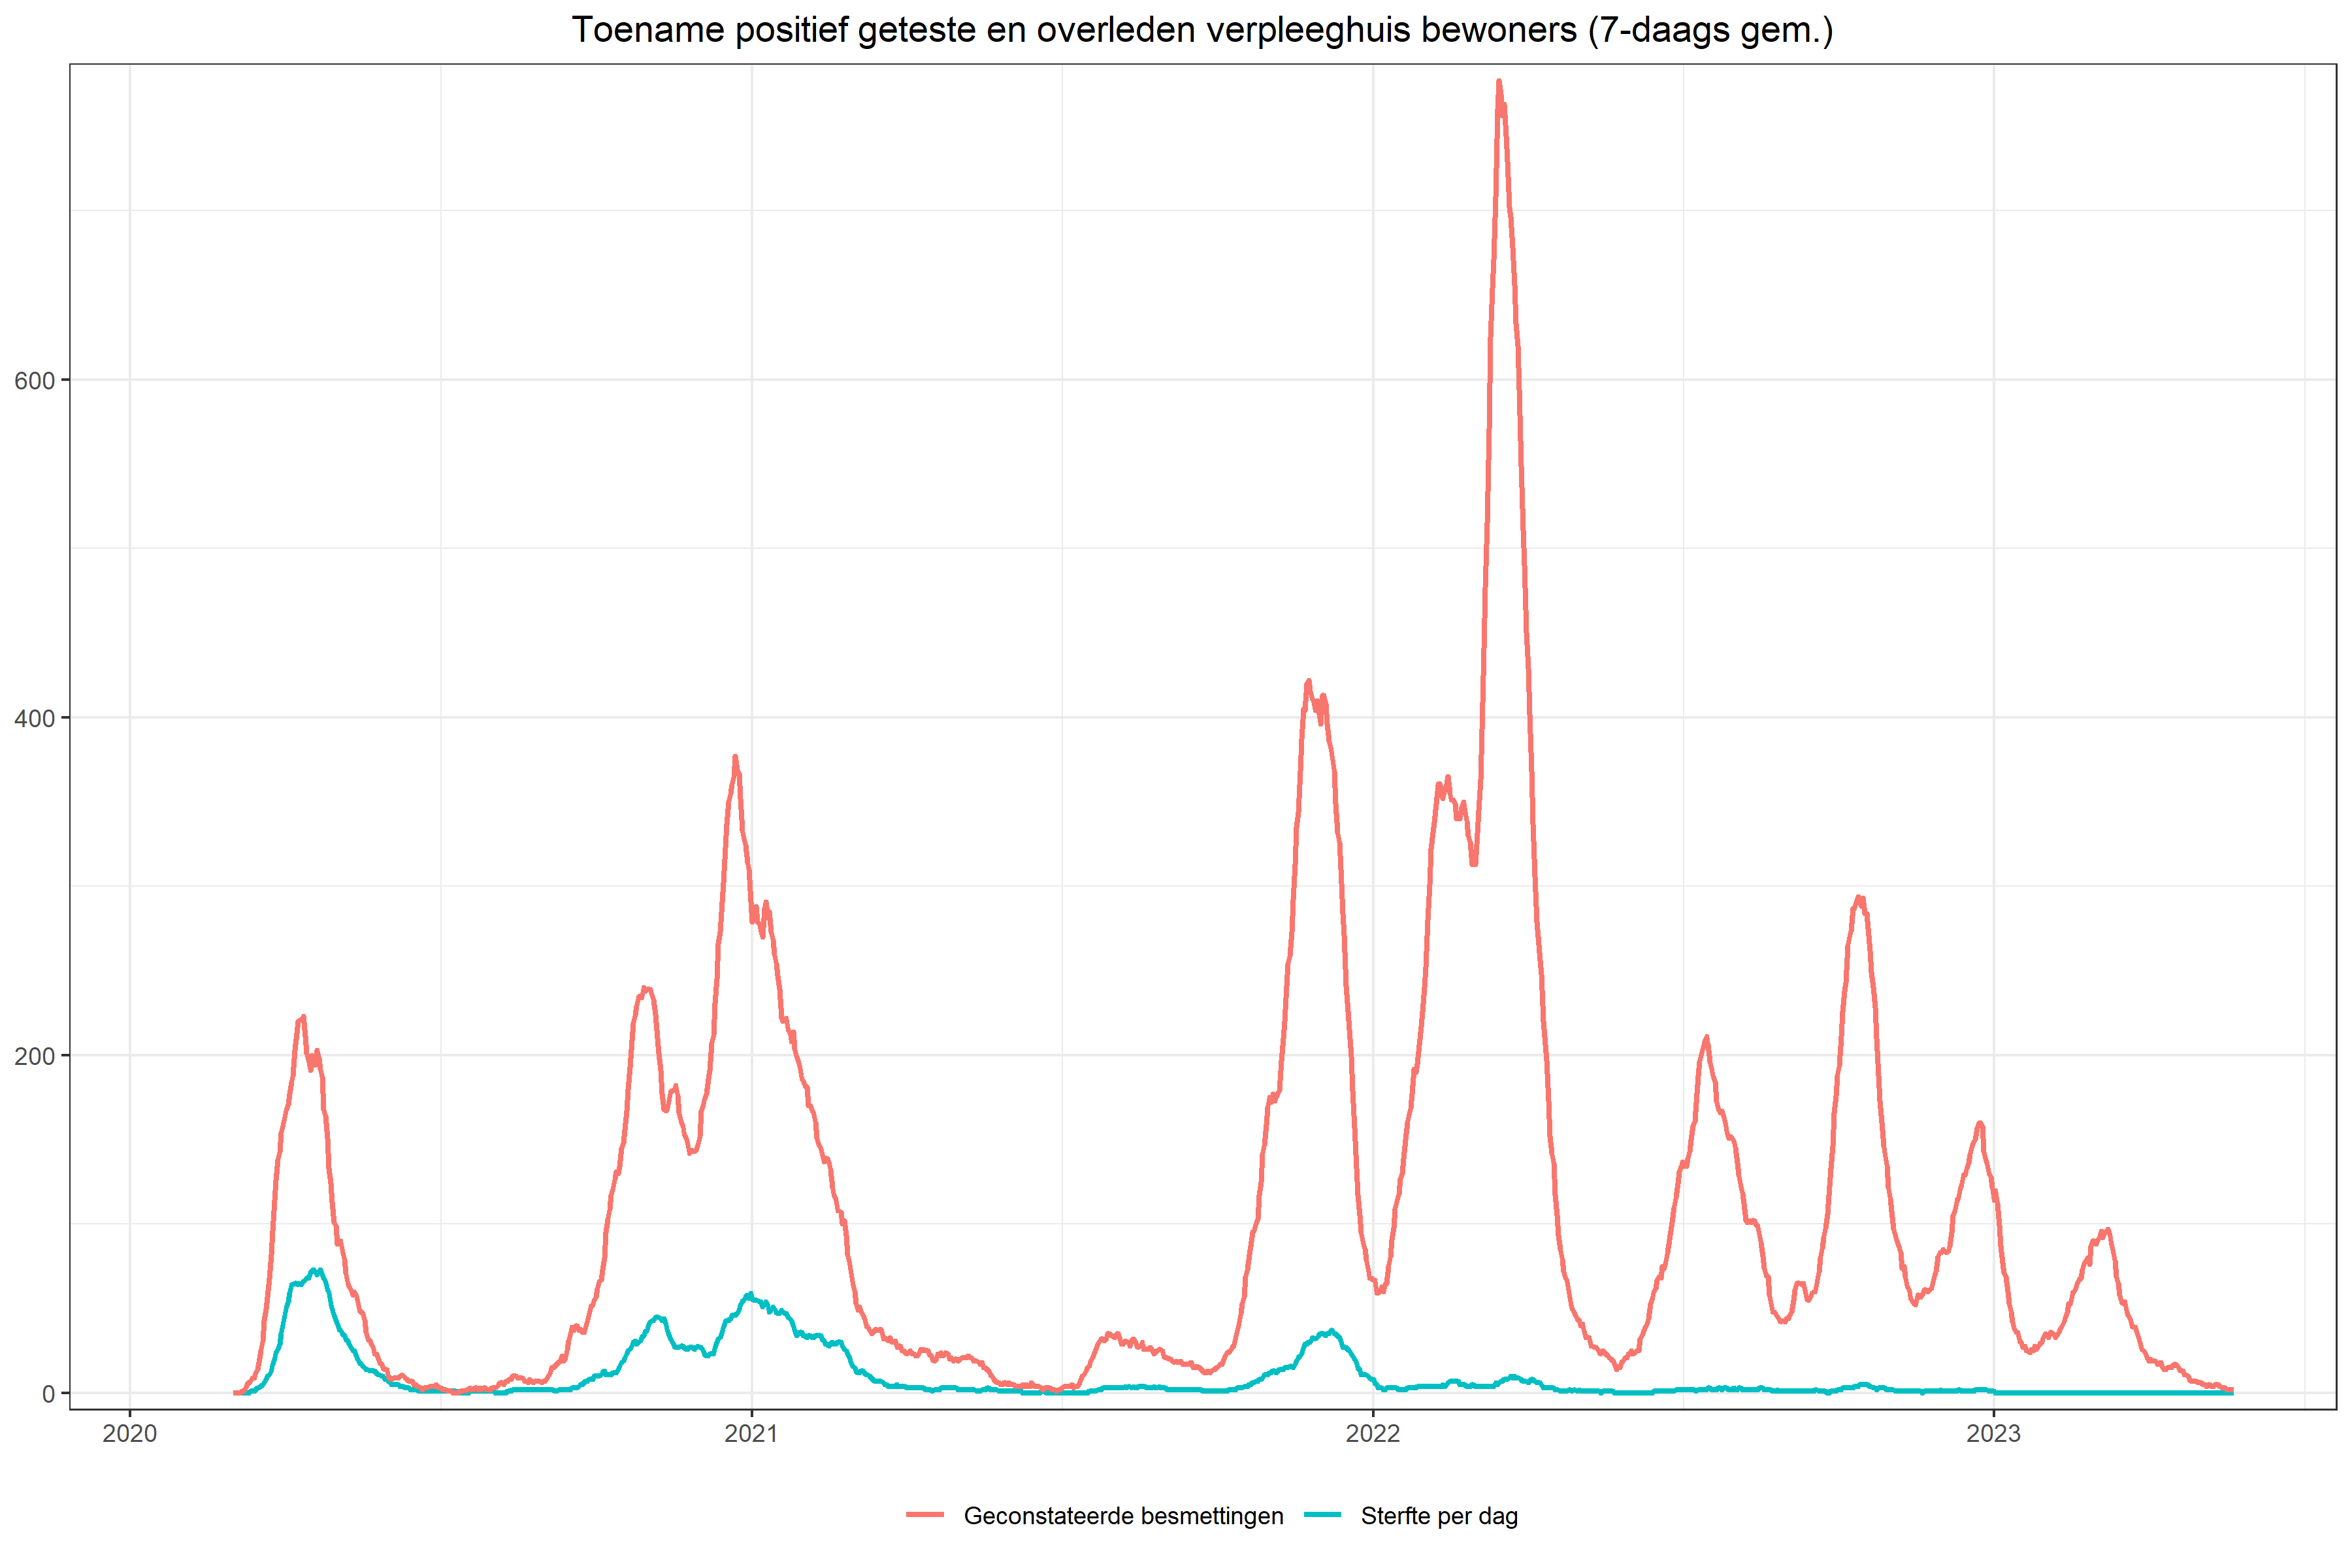 Toename positief geteste en overleden verpleeghuis bewoners (7-daags gem.)
600
400
200
0
2020 2021 2022 2023
Geconstateerde besmettingen Sterfte per dag